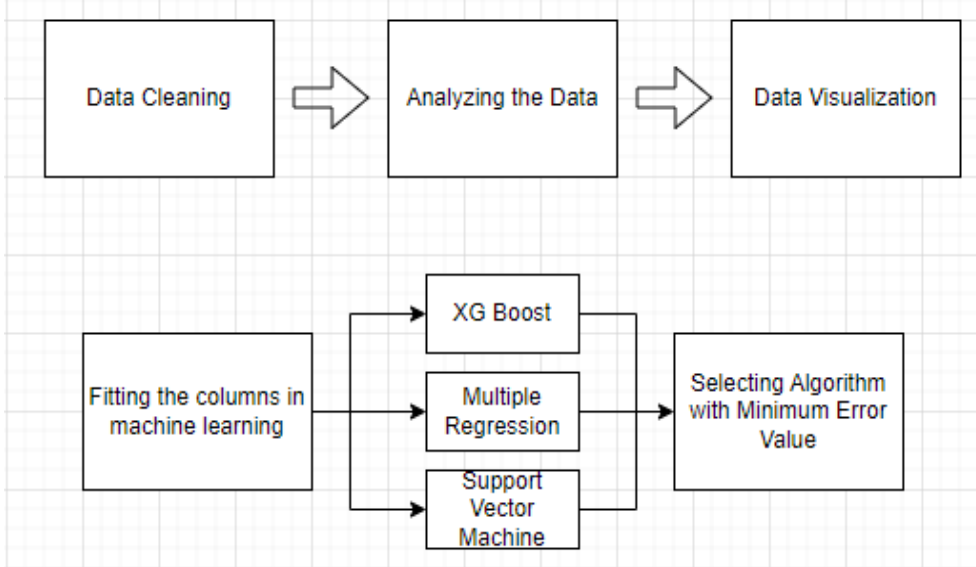 Data Cleaning
Analyzing the Data
Data Visualization
XG Boost
Fitting the columns in
machine learning
Multiple
Regression
Support
Vector
Machine
Selecting Algorithm
with Minimum Error
Value